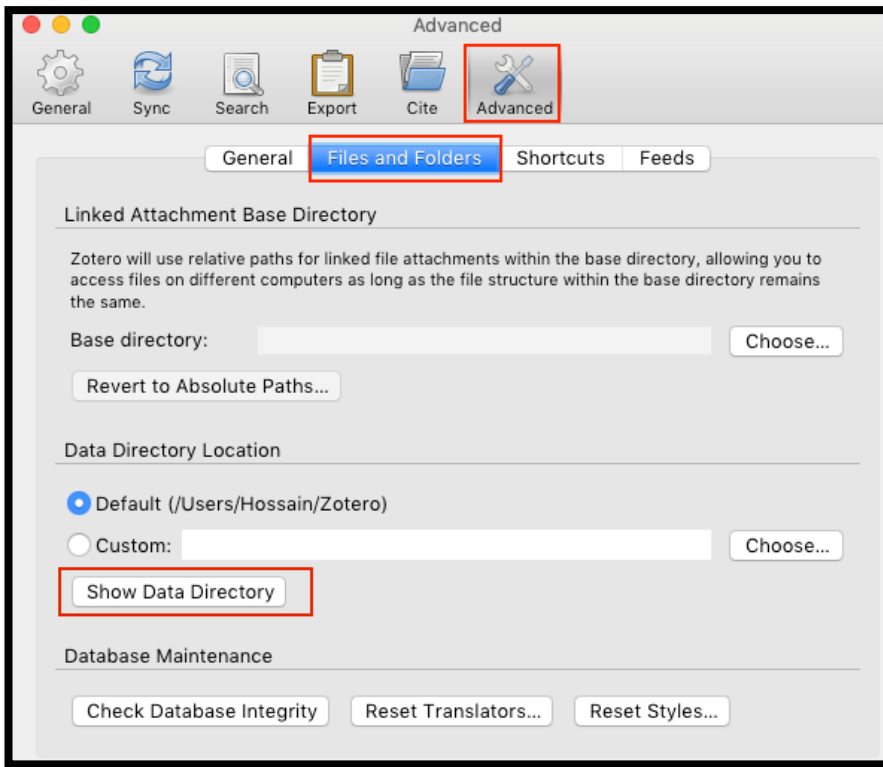 Advanced
General Sync Search Export Cite Advanced
General Files and Folders Shortcuts Feeds
Linked Attachment Base Directory
Zotero will use relative paths for linked file attachments within the base directory, allowing you to
access files on different computers as long as the file structure within the base directory remains
the same.
Base directory: Choose...
Revert to Absolute Paths...
Data Directory Location
Default (/Users/Hossain/Zotero)
Custom: Choose...
Show Data Directory
Database Maintenance
Check Database Integrity Reset Translators... Reset Styles...